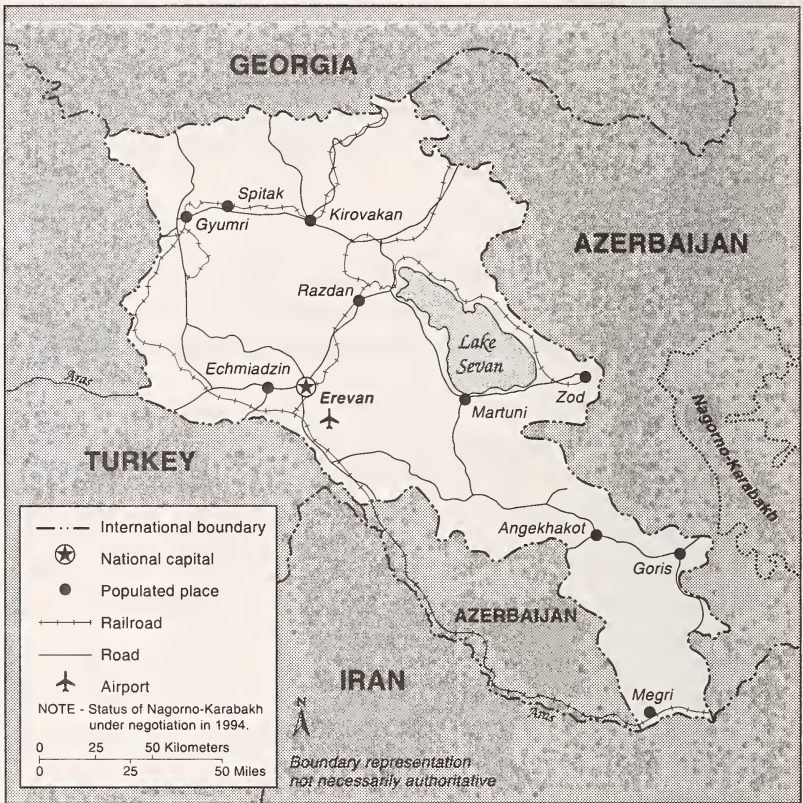 GEORGIA
Spitak
Gyumri
Kirovakan
AZERBAIJAN
Razdan
Lake
Sevan
Aras
Echmiadzin
Erevan
Zod
Martuni
Nagorno-Karabakh
TURKEY
International boundary
National capital
Populated place
Railroad
Road
Airport
NOTE - Status of Nagorno-Karabakh
under negotiation in 1994.
0 25 50 Kilometers
0 25 50 Miles
Angekhakot
Goris
AZERBAIJAN
IRAN
Megri
N
Aras
Boundary representation
not necessarily authoritative